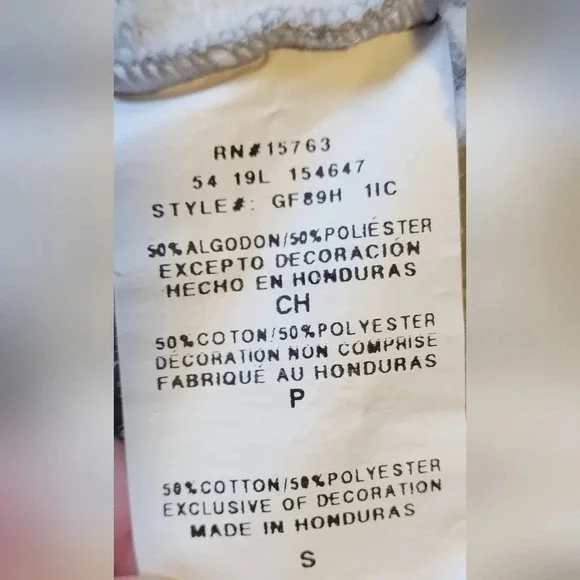 RN#15763
54 19L 154647
STYLE#: GF89H 1IC
50%ALGODON/50%POLIÉSTER
EXCEPTO DECORACIÓN
HECHO EN HONDURAS
CH
50%COTON/50%POLYESTER
DÉCORATION NON COMPRISE
FABRIQUÉ AU HONDURAS
P
50%COTTON/50%POLYESTER
EXCLUSIVE OF DECORATION
MADE IN HONDURAS
S